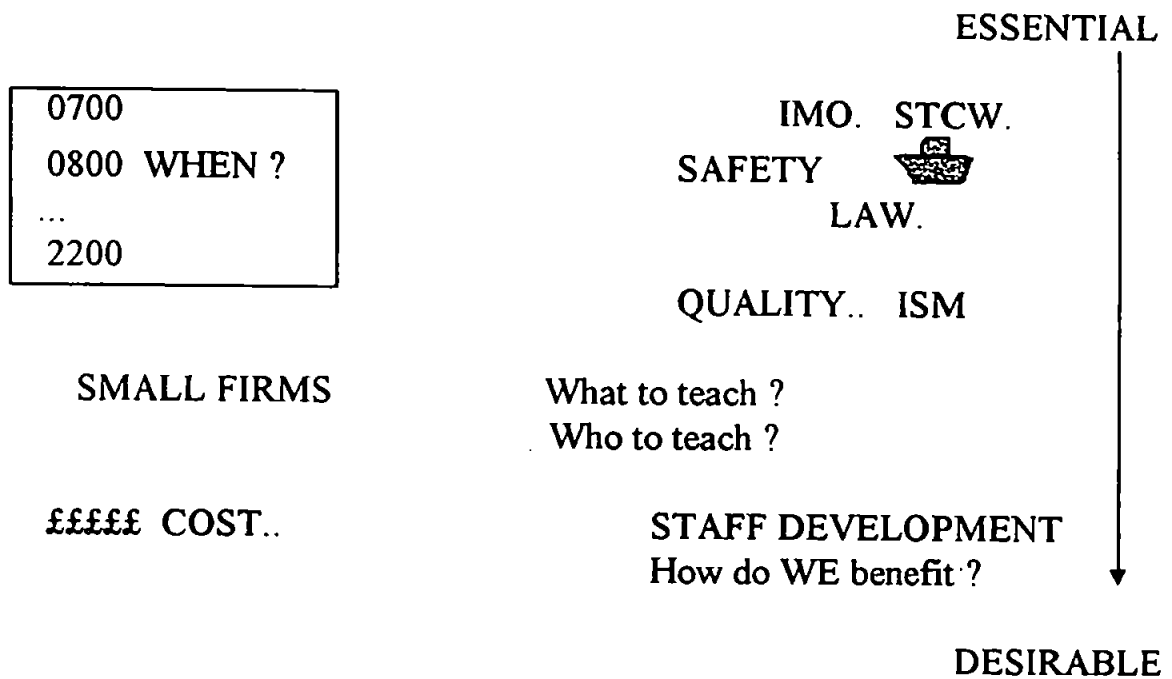 ESSENTIAL
0700
0800 WHEN ?
...
2200
IMO. STCW.
SAFETY
LAW.
QUALITY.. ISM
SMALL FIRMS
What to teach ?
Who to teach ?
£££££ COST..
STAFF DEVELOPMENT
How do WE benefit ?
DESIRABLE